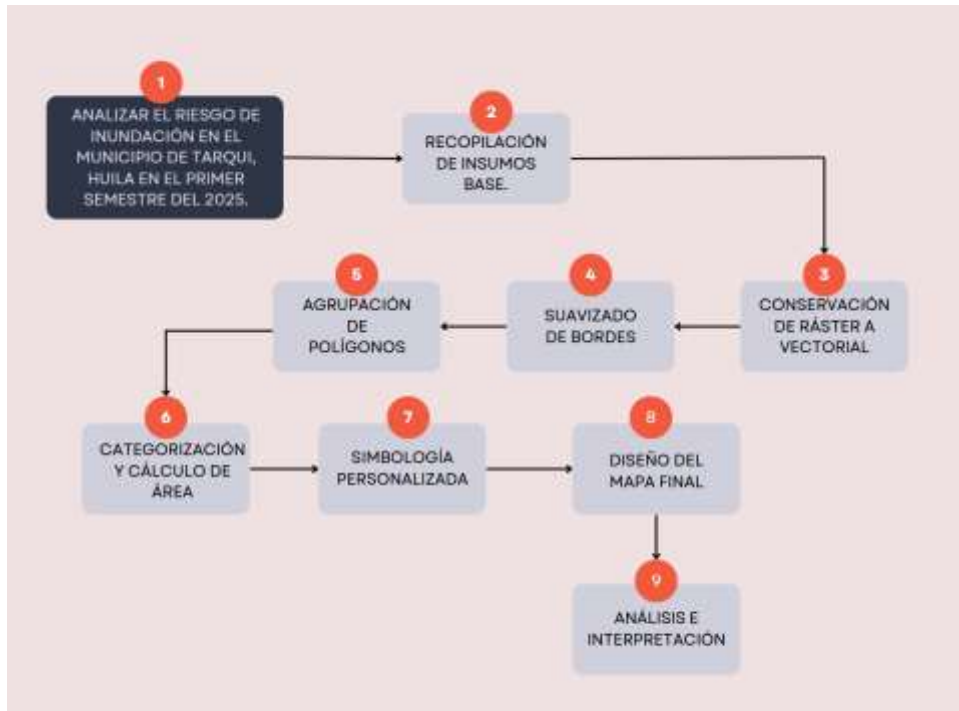 1
ANALIZAR EL RIESGO DE
INUNDACIÓN EN EL
MUNICIPIO DE TARQUI,
HUILA EN EL PRIMER
SEMESTRE DEL 2025.
2
RECOPILACIÓN
DE INSUMOS
BASE.
3
CONSERVACIÓN
DE RÁSTER A
VECTORIAL
4
SUAVIZADO
DE BORDES
5
AGRUPACIÓN
DE
POLÍGONOS
6
CATEGORIZACIÓN
Y CÁLCULO DE
ÁREA
7
SIMBOLOGÍA
PERSONALIZADA
8
DISEÑO DEL
MAPA FINAL
9
ANÁLISIS E
INTERPRETACIÓN